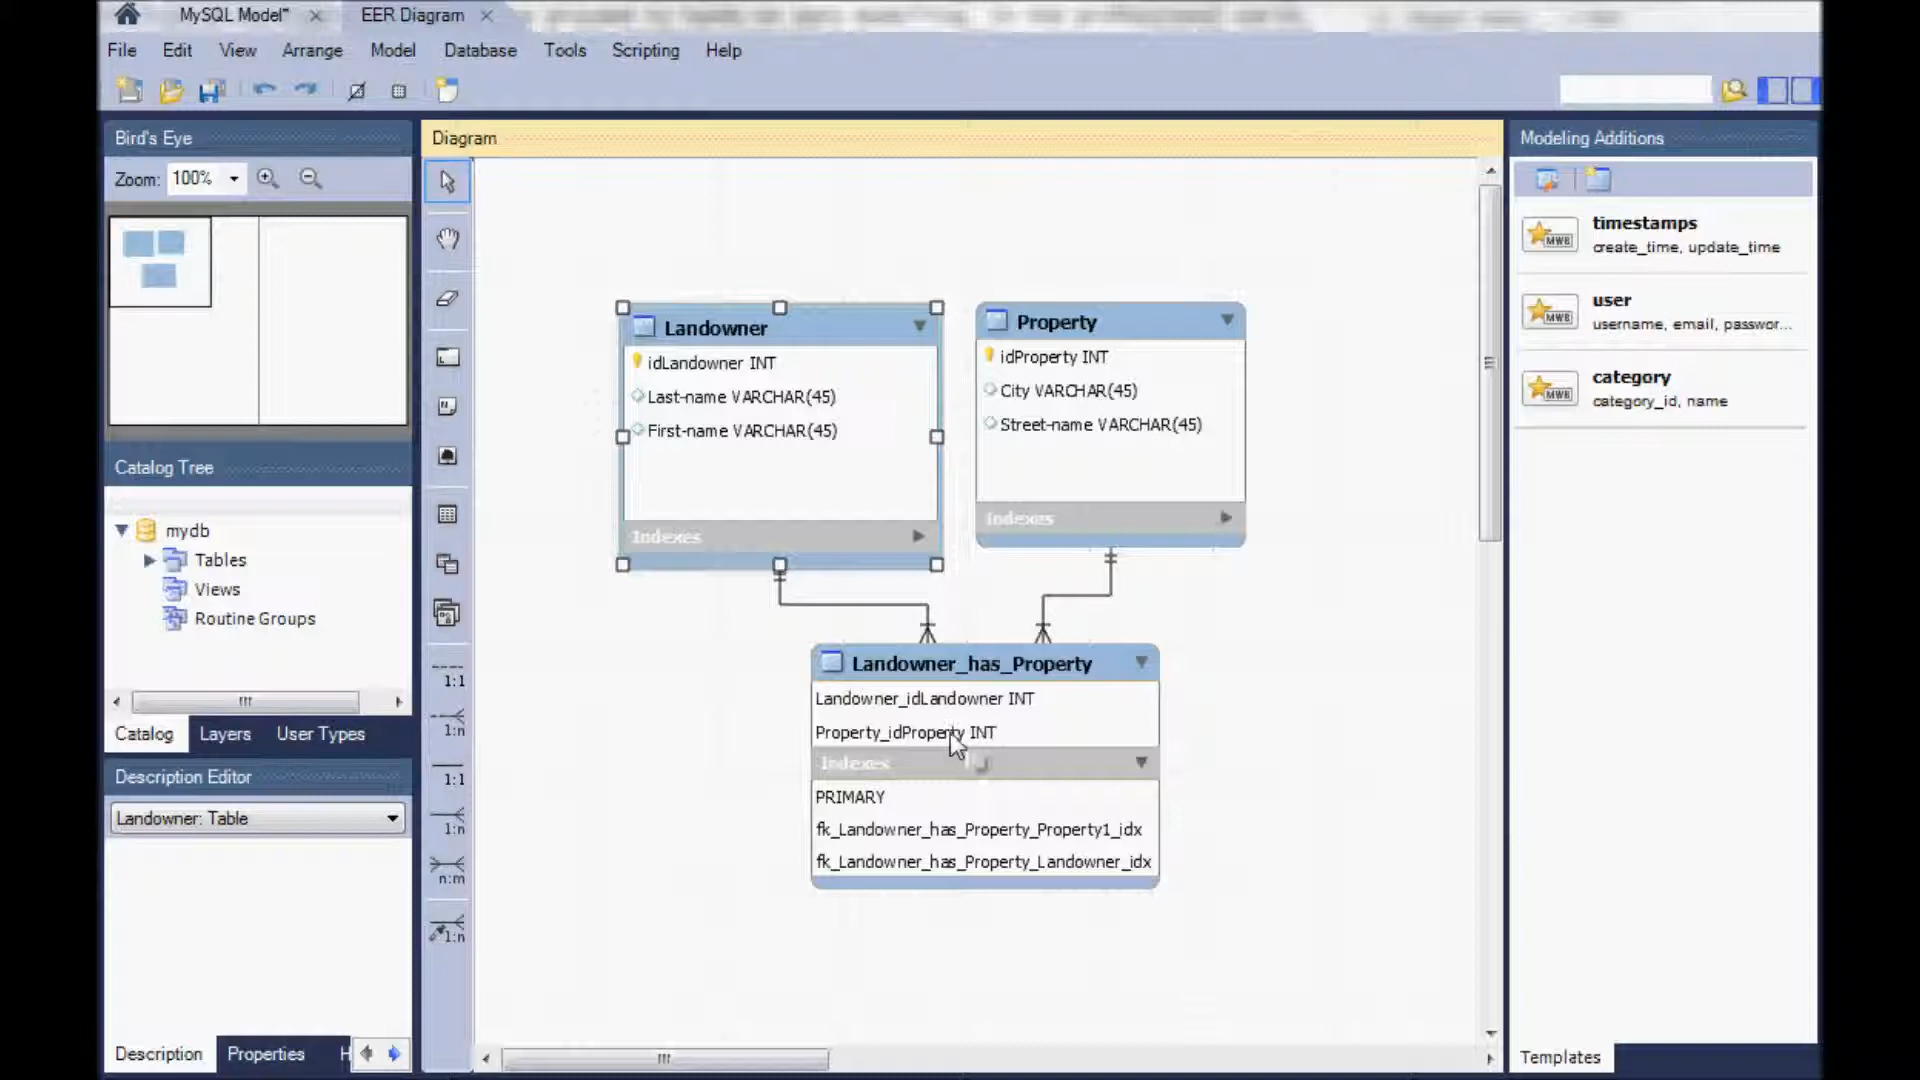 MySQL Model* ×
EER Diagram ×
File Edit View Arrange Model Database Tools Scripting Help
Bird's Eye
Zoom: 100%
Catalog Tree
mydb
Tables
Views
Routine Groups
Catalog Layers User Types
Description Editor
Landowner: Table
Description Properties H
Diagram
1:1
1:n
1:1
1:n
n:m
1:n
Landowner
idLandowner INT
Last-name VARCHAR(45)
First-name VARCHAR(45)
Indexes
Property
idProperty INT
City VARCHAR(45)
Street-name VARCHAR(45)
Indexes
Landowner_has_Property
Landowner_idLandowner INT
Property_idProperty INT
Indexes
PRIMARY
fk_Landowner_has_Property_Property1_idx
fk_Landowner_has_Property_Landowner_idx
Modeling Additions
MWB
timestamps
create_time, update_time
MWB
user
username, email, passwor...
MWB
category
category_id, name
Templates